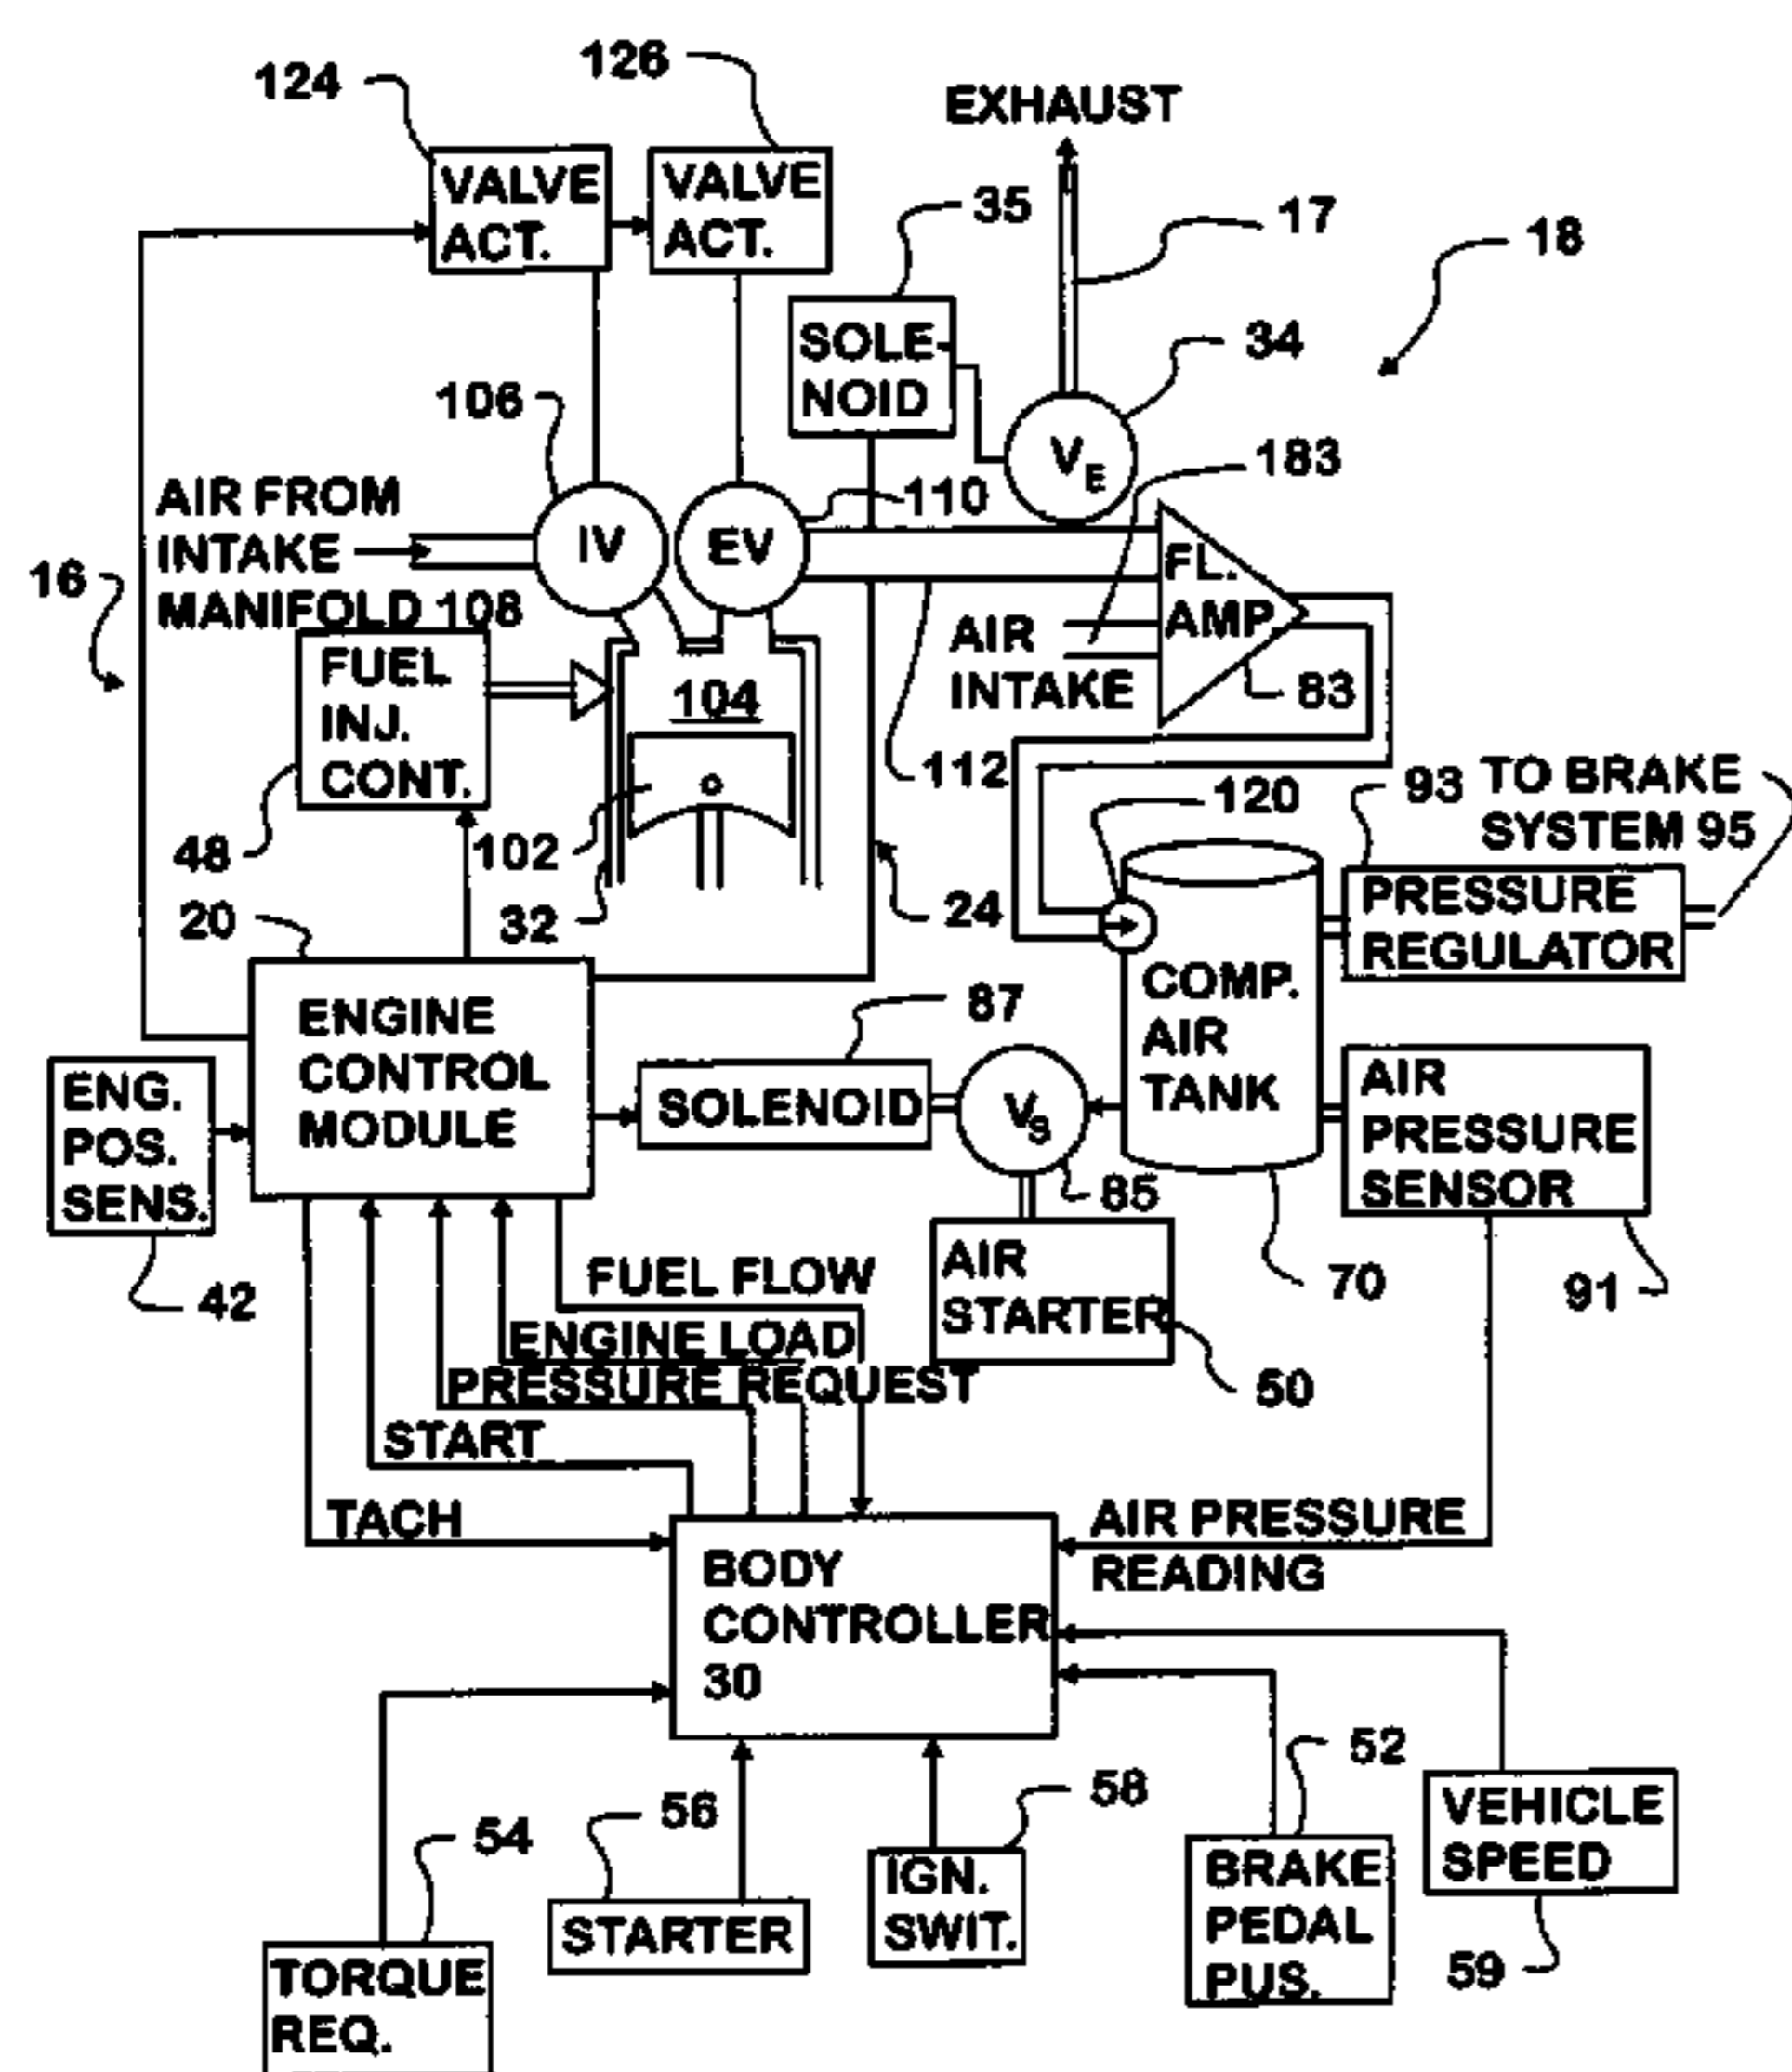 124
126
EXHAUST
VALVE
ACT.
VALVE
ACT.
35
17
18
SOLE-
NOID
34
106
V E
183
AIR FROM
INTAKE
MANIFOLD 108
IV
EV
110
16
FL.
AMP
AIR
INTAKE
83
FUEL
INJ.
CONT.
104
112
48
102
32
24
120
93
TO BRAKE
SYSTEM 95
PRESSURE
REGULATOR
20
ENGINE
CONTROL
MODULE
87
COMP.
AIR
TANK
ENG.
POS.
SENS.
SOLENOID
V S
AIR
PRESSURE
SENSOR
85
42
FUEL FLOW
AIR
STARTER
70
91
ENGINE LOAD
PRESSURE REQUEST
50
START
TACH
AIR PRESSURE
READING
BODY
CONTROLLER
30
52
58
56
54
VEHICLE
SPEED
IGN.
SWIT.
BRAKE
PEDAL
PUS.
STARTER
59
TORQUE
REQ.